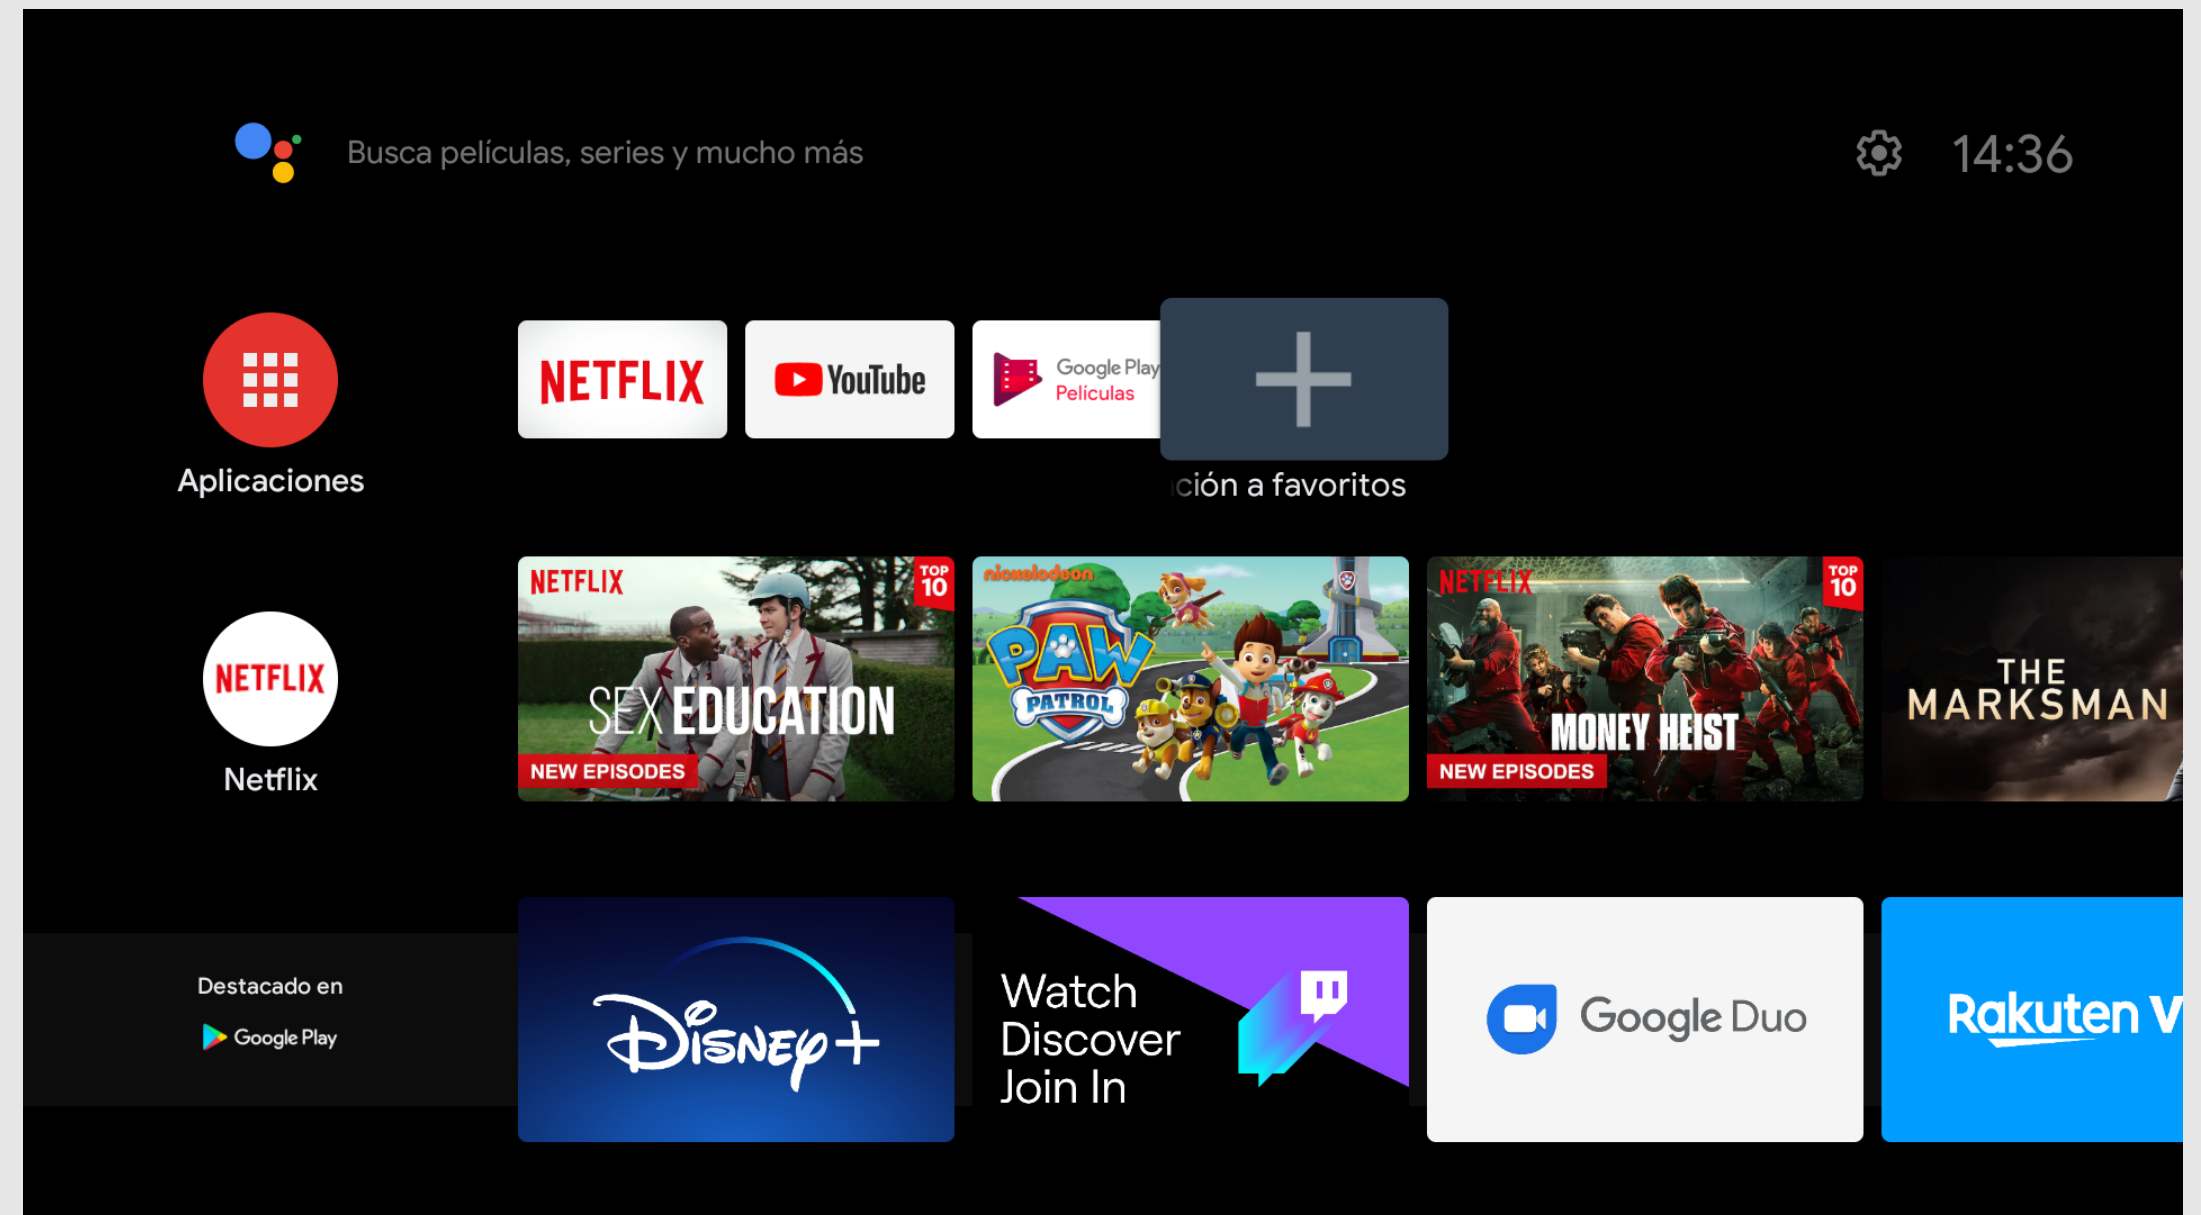 Busca películas, series y mucho más
14:36
NETFLIX
YouTube
Google Play
Películas
Aplicaciones
ción a favoritos
NETFLIX
Netflix
NETFLIX
TOP
10
SEX EDUCATION
NEW EPISODES
nickelodeon
PAW
PATROL
NETFLIX
TOP
10
MONEY HEIST
NEW EPISODES
THE
MARKSMAN
Destacado en
Google Play
Disney+
Watch
Discover
Join In
Google Duo
Rakuten V